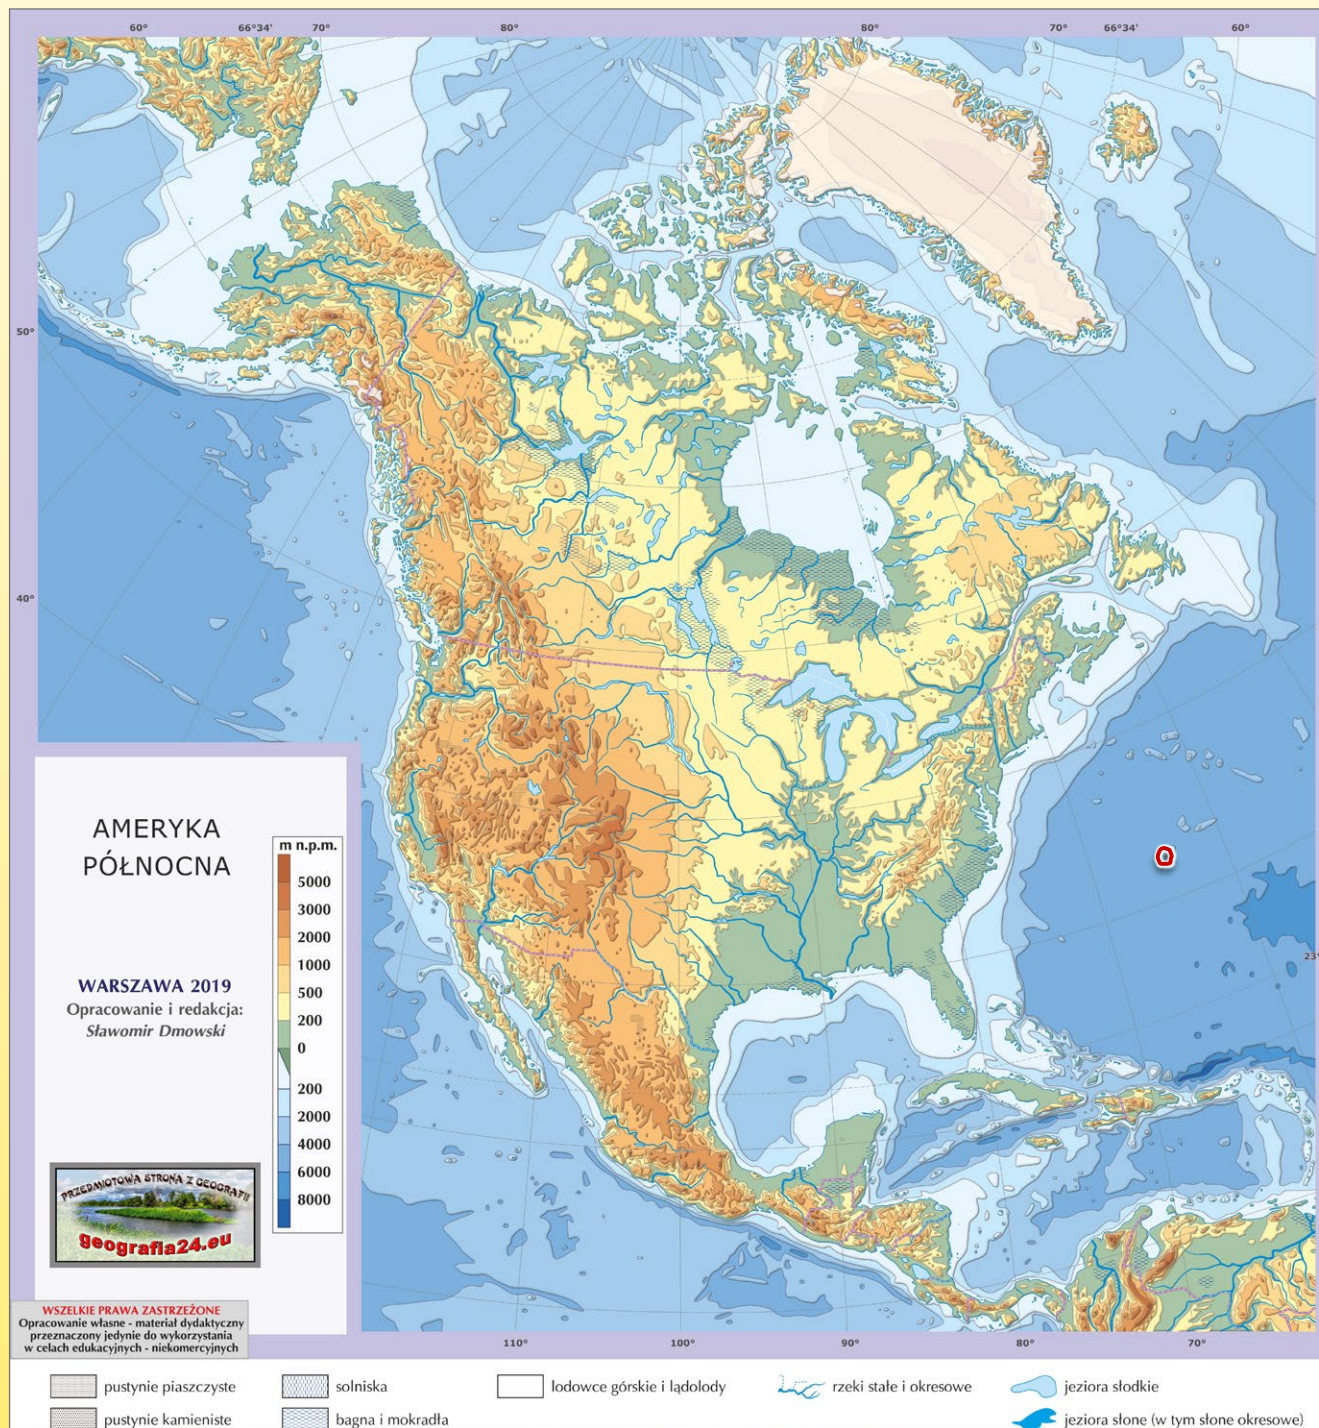 60° 66°34' 70° 80° 80° 70° 66°34' 60°
50°
40°
23°
AMERYKA
PÓŁNOCNA
WARSZAWA 2019
Opracowanie i redakcja:
Sławomir Dmowski
m n.p.m.
5000
3000
2000
1000
500
200
0
200
2000
4000
6000
8000
PRZEDMIOTOWA STRONA Z GEOGRAFII
geografia24.eu
WSZELKIE PRAWA ZASTRZEŻONE
Opracowanie własne - materiał dydaktyczny
przeznaczony jedynie do wykorzystania
w celach edukacyjnych - niekomercyjnych
110° 100° 90° 80° 70°
pustynie piaszczyste
solniska
lodowce górskie i lądolody
rzeki stałe i okresowe
jeziora słodkie
pustynie kamieniste
bagna i mokradła
jeziora słone (w tym słone okresowe)